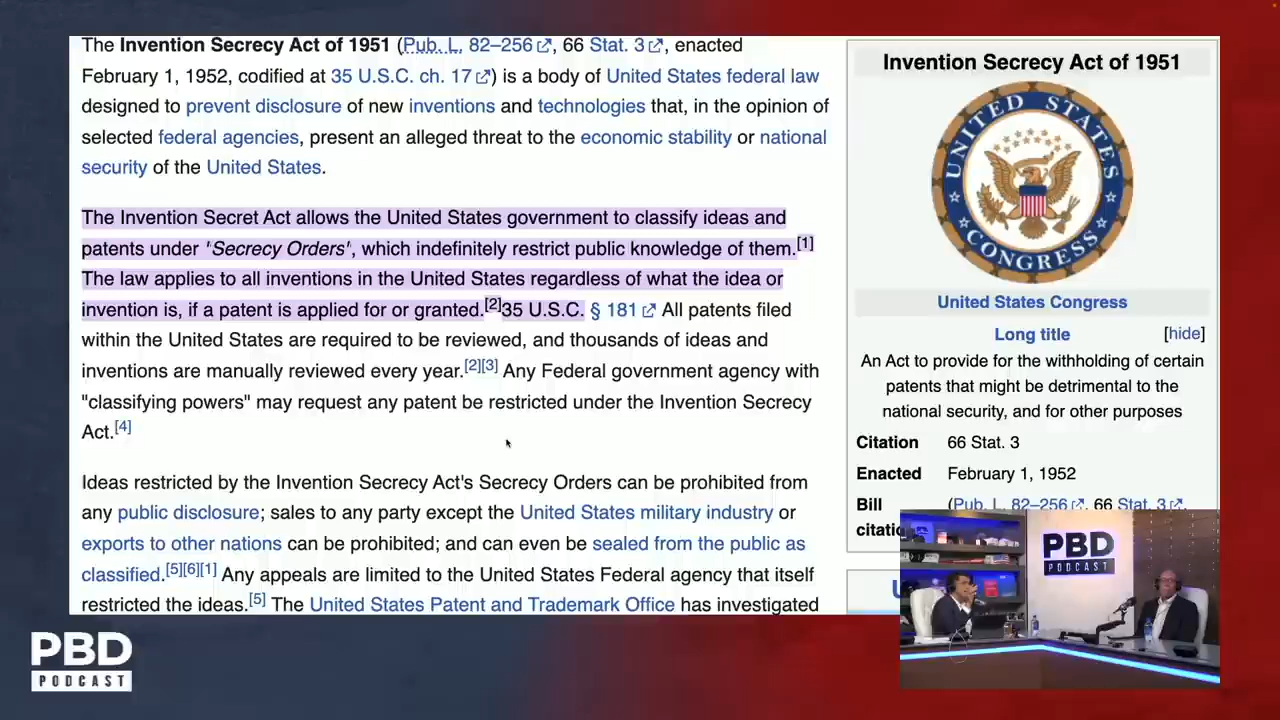 The Invention Secrecy Act of 1951 (Pub. L. 82–256, 66 Stat. 3, enacted
February 1, 1952, codified at 35 U.S.C. ch. 17) is a body of United States federal law
designed to prevent disclosure of new inventions and technologies that, in the opinion of
selected federal agencies, present an alleged threat to the economic stability or national
security of the United States.
The Invention Secret Act allows the United States government to classify ideas and
patents under 'Secrecy Orders', which indefinitely restrict public knowledge of them.[1]
The law applies to all inventions in the United States regardless of what the idea or
invention is, if a patent is applied for or granted.[2]35 U.S.C. § 181 All patents filed
within the United States are required to be reviewed, and thousands of ideas and
inventions are manually reviewed every year.[2][3] Any Federal government agency with
"classifying powers" may request any patent be restricted under the Invention Secrecy
Act.[4]
Ideas restricted by the Invention Secrecy Act's Secrecy Orders can be prohibited from
any public disclosure; sales to any party except the United States military industry or
exports to other nations can be prohibited; and can even be sealed from the public as
classified.[5][6][1] Any appeals are limited to the United States Federal agency that itself
restricted the ideas.[5] The United States Patent and Trademark Office has investigated
Invention Secrecy Act of 1951
UNITED STATES
CONGRESS
United States Congress
Long title [hide]
An Act to provide for the withholding of certain
patents that might be detrimental to the
national security, and for other purposes
Citation 66 Stat. 3
Enacted February 1, 1952
Bill (Pub. L. 82–256, 66 Stat. 3,
PBD
PODCAST
PBD
PODCAST